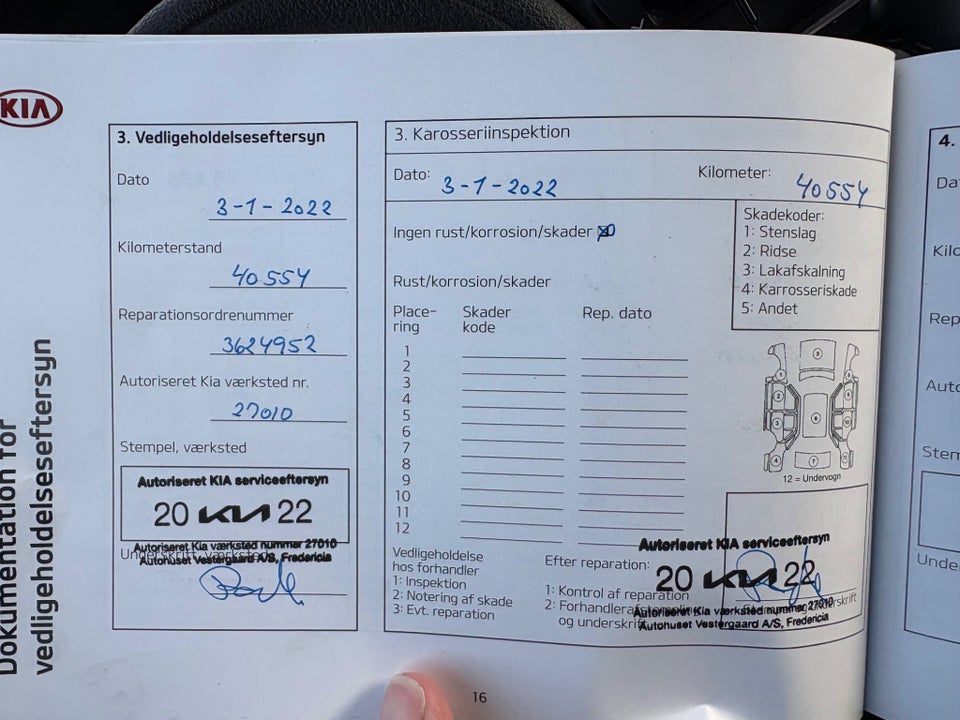 KIA
Dokumentation for
vedligeholdelseseftersyn
3. Vedligeholdelseseftersyn
Dato
3-1-2022
Kilometerstand
40554
Reparationsordrenummer
3624952
Autoriseret Kia værksted nr.
27010
Stempel, værksted
Autoriseret KIA serviceeftersyn
20 KIA 22
Underskrift, værksted
Autoriseret Kia værksted nummer 27010
Autohuset Vestergaard A/S, Fredericia
3. Karosseriinspektion
Dato: 3-1-2022 Kilometer: 40554
Ingen rust/korrosion/skader
Skadekoder:
1: Stenslag
2: Ridse
3: Lakafskalning
4: Karrosseriskade
5: Andet
Rust/korrosion/skader
Place-
ring
Skader
kode
Rep. dato
1
2
3
4
5
6
7
8
9
10
11
12
12 = Undervogn
Vedligeholdelse
hos forhandler
1: Inspektion
2: Notering af skade
3: Evt. reparation
Efter reparation:
1: Kontrol af reparation
2: Forhandlerafstempling
og underskrift
Autoriseret KIA serviceeftersyn
20 KIA 22
Autoriseret Kia værksted nummer 27010
Autohuset Vestergaard A/S, Fredericia
16
4.
Da
Kilo
Rep
Auto
Stem
Unde